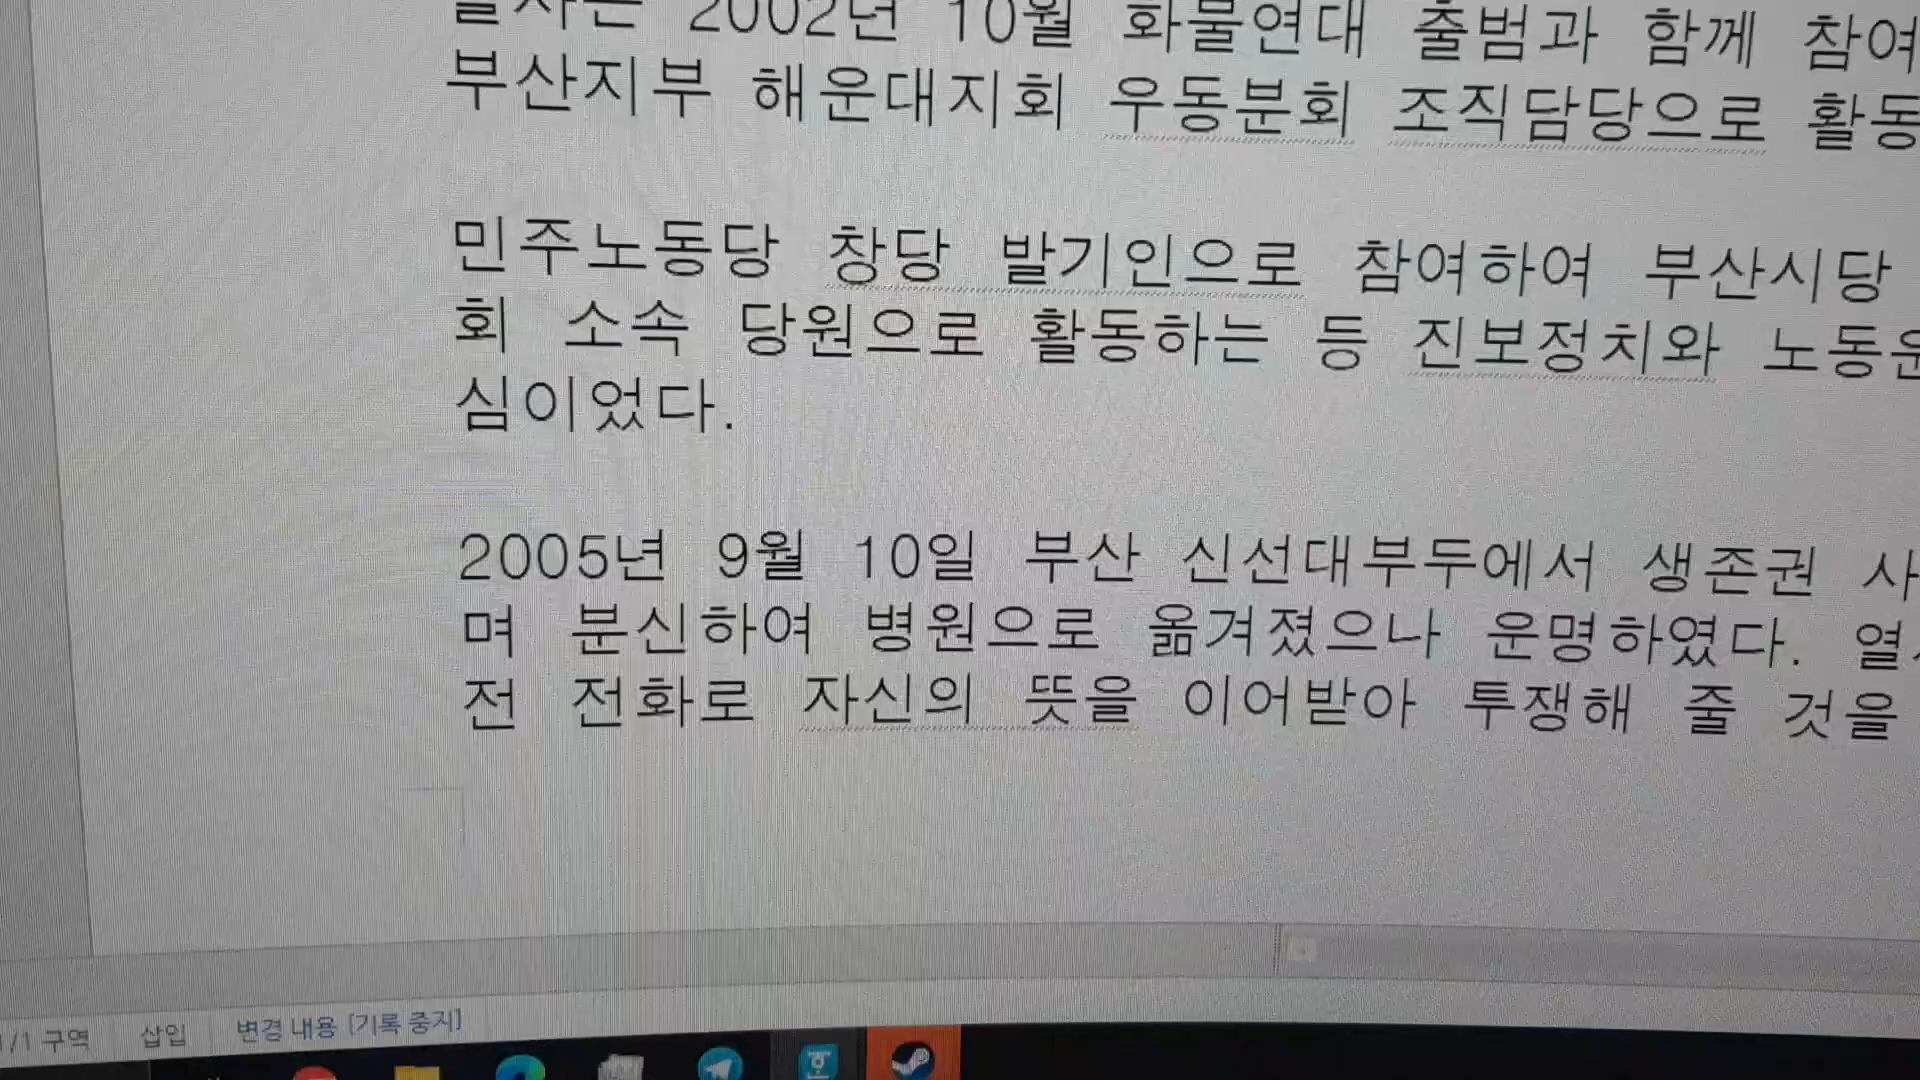 열사는 2002년 10월 화물연대 출범과 함께 참여
부산지부 해운대지회 우동분회 조직담당으로 활동
민주노동당 창당 발기인으로 참여하여 부산시당
회 소속 당원으로 활동하는 등 진보정치와 노동운
심이었다.
2005년 9월 10일 부산 신선대부두에서 생존권 사
며 분신하여 병원으로 옮겨졌으나 운명하였다. 열
전 전화로 자신의 뜻을 이어받아 투쟁해 줄 것을
1/1 구역 삽입 변경 내용 [기록 중지]